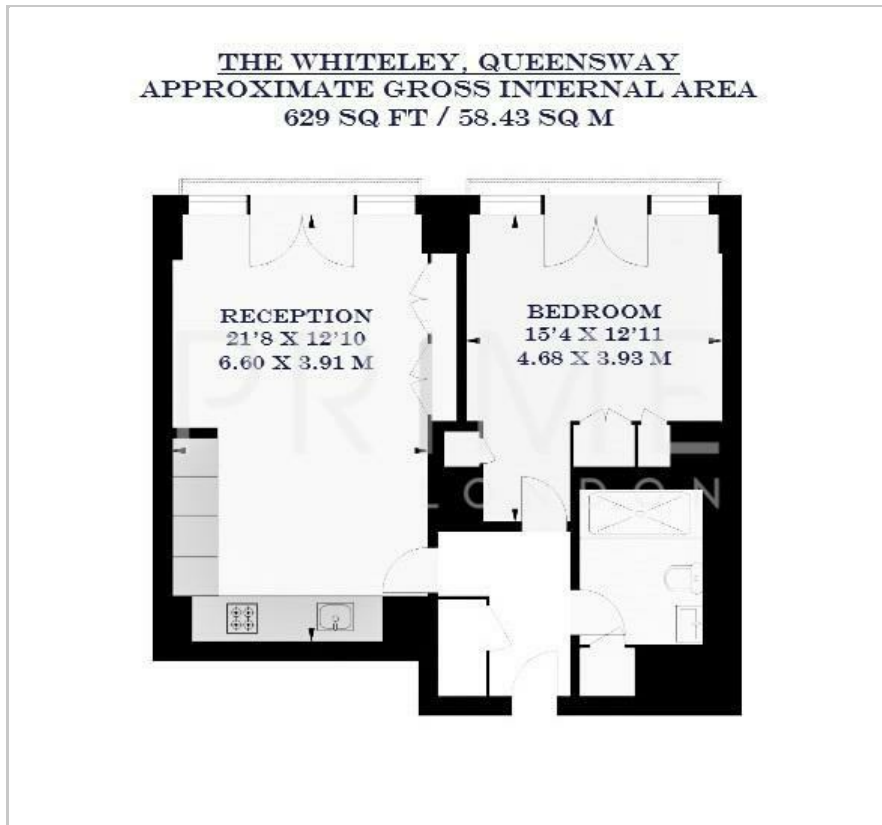 THE WHITELEY, QUEENSWAY
APPROXIMATE GROSS INTERNAL AREA
629 SQ FT / 58.43 SQ M
RECEPTION
21'8 X 12'10
6.60 X 3.91 M
BEDROOM
15'4 X 12'11
4.68 X 3.93 M
PRIME
LONDON